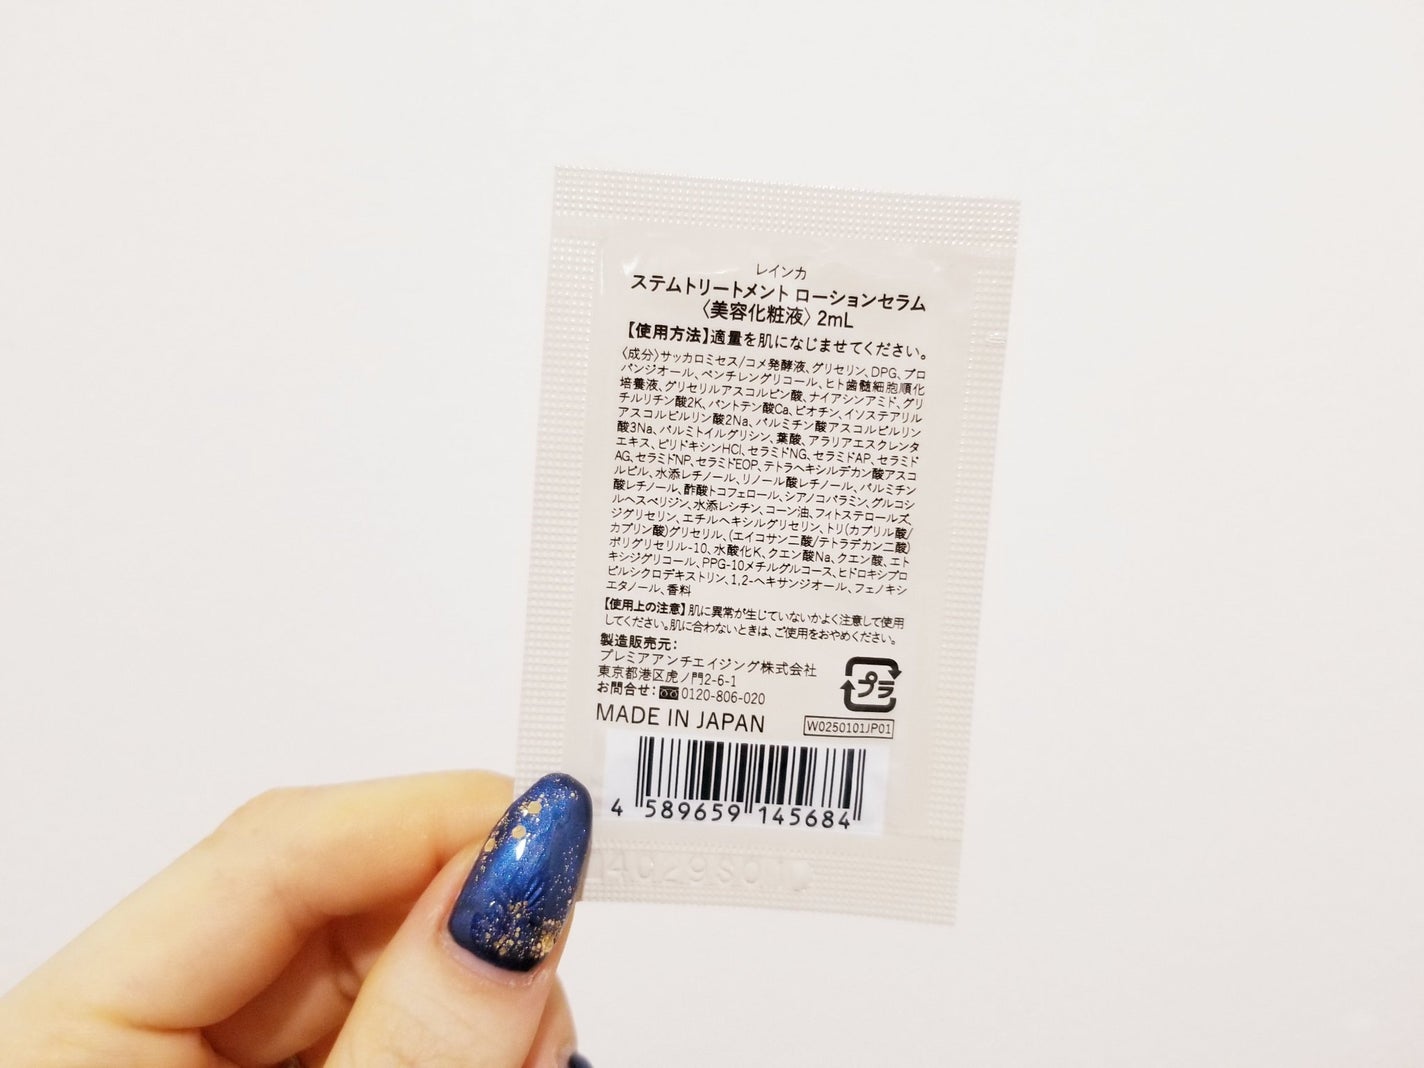 レインカ
ステムトリートメント ローションセラム
〈美容化粧液〉2mL
【使用方法】適量を肌になじませてください。
〈成分〉サッカロミセス/コメ発酵液、グリセリン、DPG、プロ
パンジオール、ペンチレングリコール、ヒト歯髄細胞順化
培養液、グリセリルアスコルビン酸、ナイアシンアミド、グリ
チルリチン酸2K、パントテン酸Ca、ビオチン、イソステアリル
アスコルビルリン酸2Na、パルミチン酸アスコルビルリン
酸3Na、パルミトイルグリシン、葉酸、アラリアエスクレンタ
エキス、ピリドキシンHCl、セラミドNG、セラミドAP、セラミド
AG、セラミドNP、セラミドEOP、テトラヘキシルデカン酸アスコ
ルビル、水添レチノール、リノール酸レチノール、パルミチン
酸レチノール、酢酸トコフェロール、シアノコバラミン、グルコシ
ルヘスペリジン、水添レシチン、コーン油、フィトステロールズ、
ジグリセリン、エチルヘキシルグリセリン、トリ(カプリル酸/
カプリン酸)グリセリル、(エイコサン二酸/テトラデカン二酸)
ポリグリセリル-10、水酸化K、クエン酸Na、クエン酸、エト
キシジグリコール、PPG-10メチルグルコース、ヒドロキシプロ
ピルシクロデキストリン、1,2-ヘキサンジオール、フェノキシ
エタノール、香料
【使用上の注意】肌に異常が生じていないかよく注意して使用
してください。肌に合わないときは、ご使用をおやめください。
製造販売元：
プレミアアンチエイジング株式会社
東京都港区虎ノ門2-6-1
お問合せ：0120-806-020
プラ
MADE IN JAPAN
W0250101JP01
4 589659 145684
4029S01